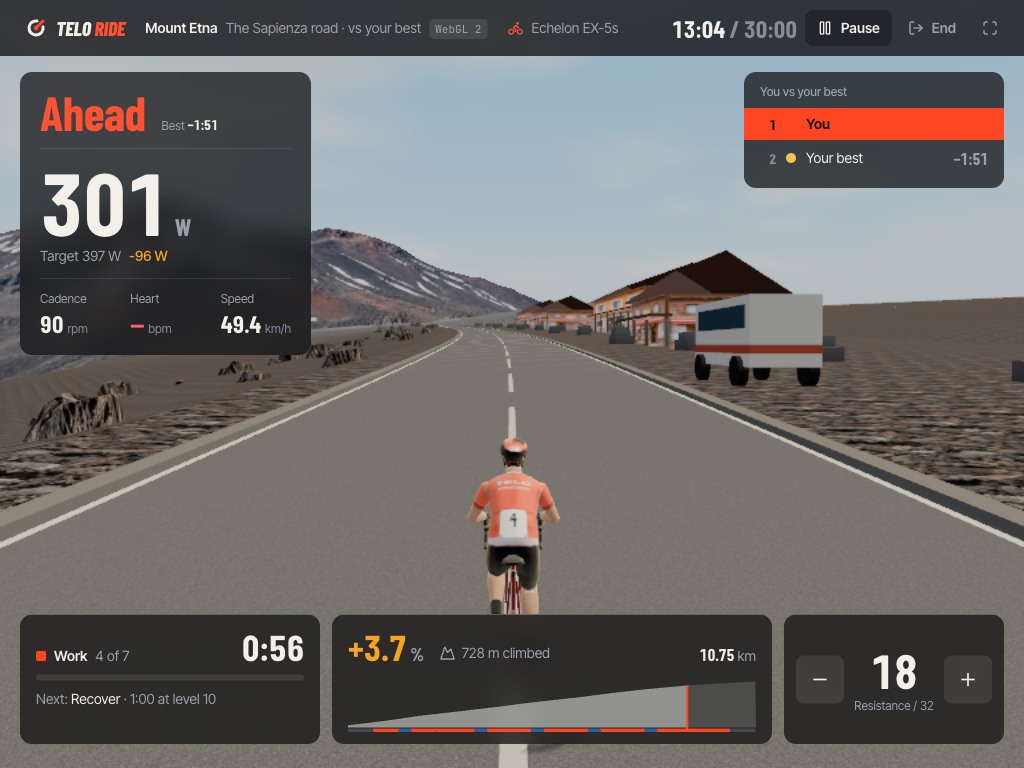 TELO RIDE Mount Etna The Sapienza road · vs your best WebGL 2 Echelon EX-5s 13:04 / 30:00 Pause End
Ahead Best −1:51
301 W
Target 397 W -96 W
Cadence Heart Speed
90 rpm — bpm 49.4 km/h
You vs your best
1 You
2 Your best −1:51
TELO
4
Work 4 of 7 0:56
Next: Recover · 1:00 at level 10
+3.7 % 728 m climbed 10.75 km
− 18 +
Resistance / 32